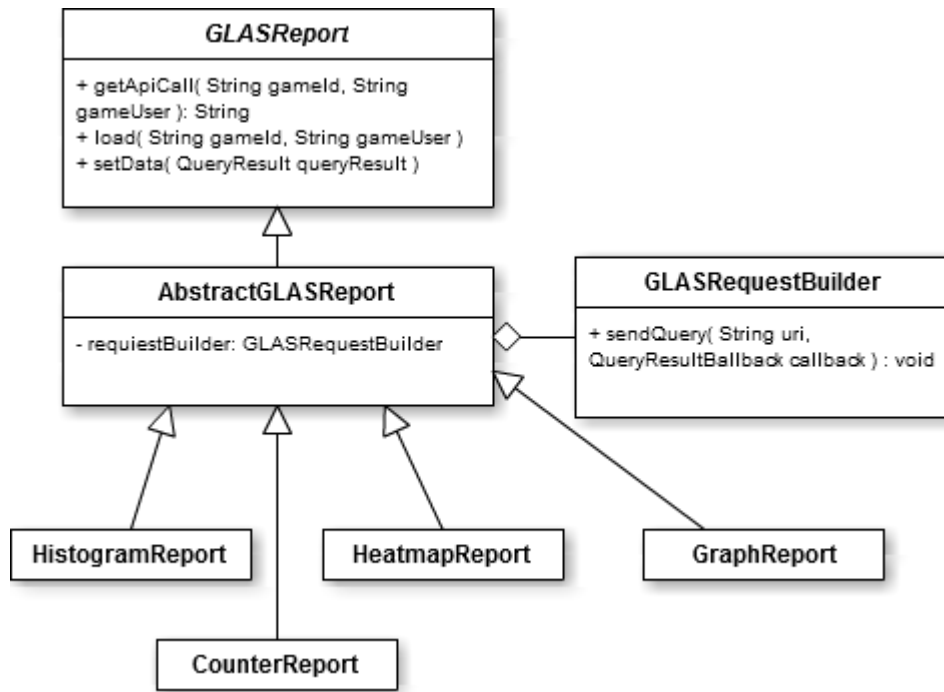 GLASReport
+ getApiCall( String gameId, String
gameUser ): String
+ load( String gameId, String gameUser )
+ setData( QueryResult queryResult )
AbstractGLASReport
- requiestBuilder: GLASRequestBuilder
GLASRequestBuilder
+ sendQuery( String uri,
QueryResultBallback callback ) : void
HistogramReport
HeatmapReport
GraphReport
CounterReport